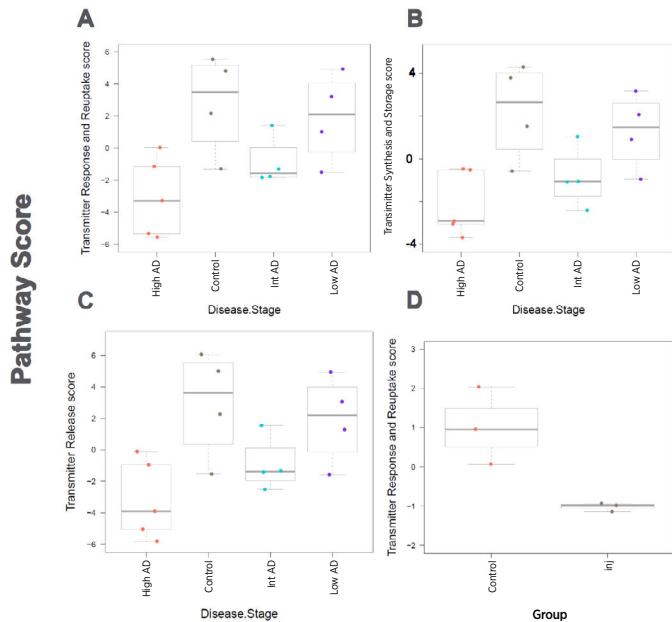 Pathway Score
A
Transmitter Response and Reuptake score
6
4
2
0
−2
−4
−6
High AD
Control
Int AD
Low AD
Disease.Stage
B
Transmitter Synthesis and Storage score
4
0
-4
High AD
Control
Int AD
Low AD
Disease.Stage
C
Transmitter Release score
6
4
2
0
−2
−4
−6
High AD
Control
Int AD
Low AD
Disease.Stage
D
Transmitter Response and Reuptake score
3
2
1
0
−1
−2
Control
inj
Group